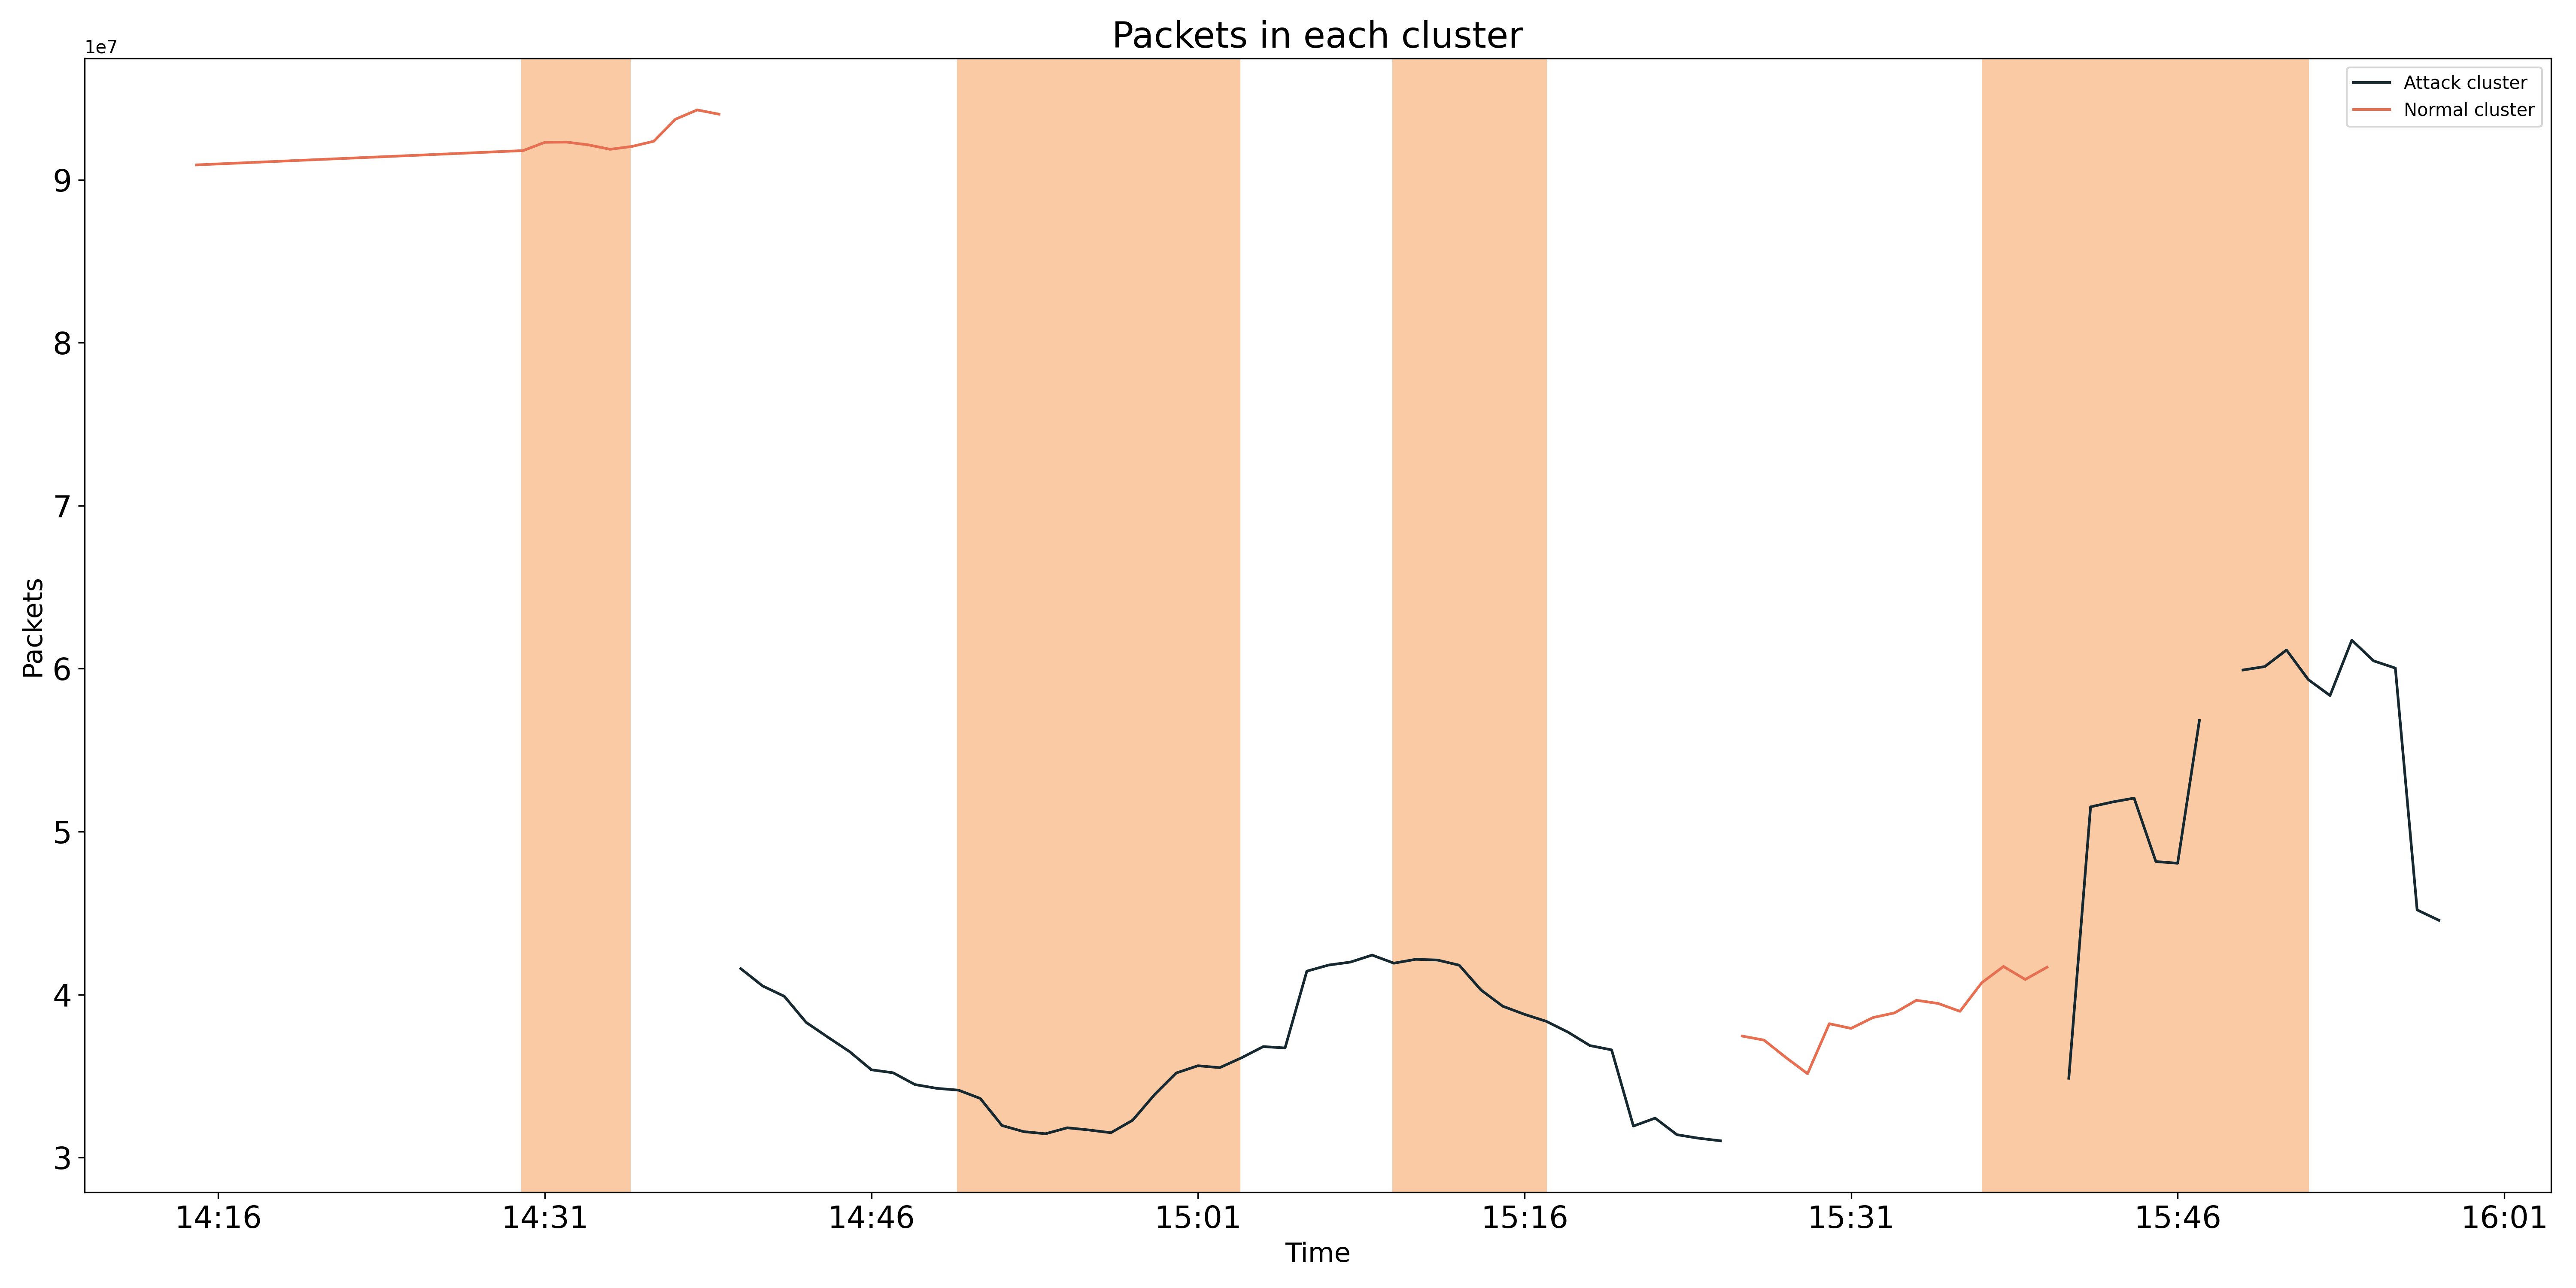 Packets in each cluster
1e7
Attack cluster
Normal cluster
9
8
7
6
5
4
3
Packets
14:16 14:31 14:46 15:01 15:16 15:31 15:46 16:01
Time